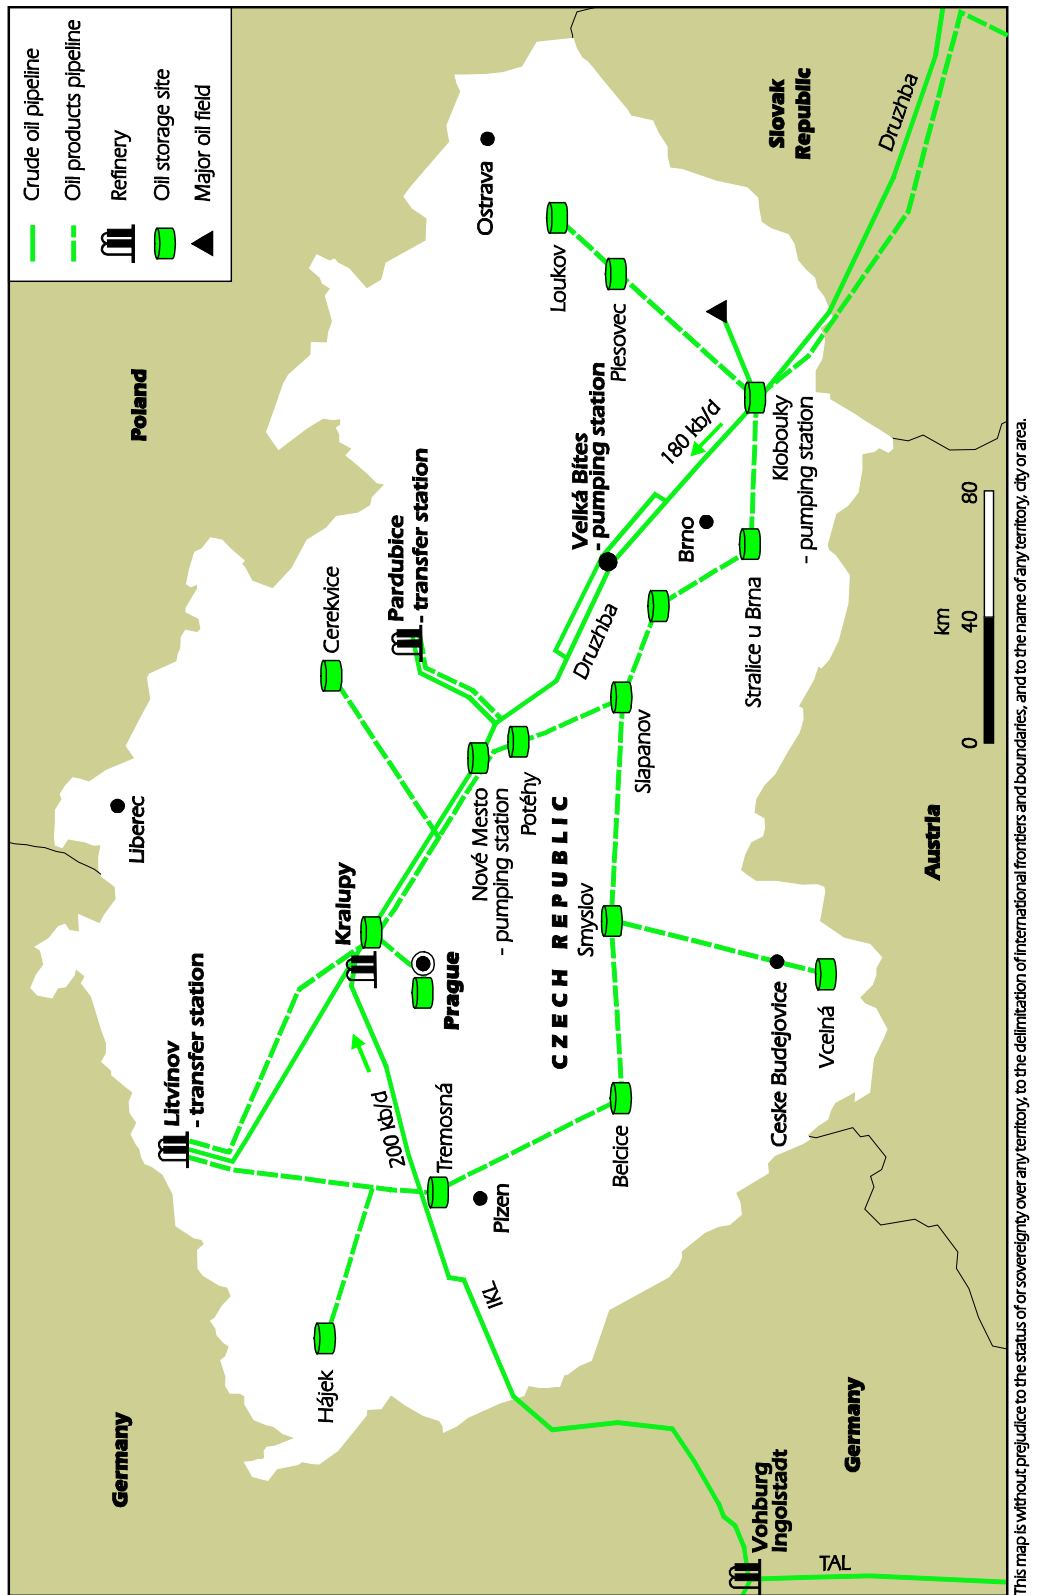 Crude oil pipeline
Oil products pipeline
Refinery
Oil storage site
Major oil field
Germany
Poland
Liberec
Litvínov
- transfer station
Hájek
Cerekvice
Kralupy
Pardubice
- transfer station
200 kb/d
Tremosná
Prague
Plzen
IKL
Nové Mesto
- pumping station
Potéhy
Ostrava
Loukov
Plesovec
CZECH REPUBLIC
Smyslov
Velká Bítes
- pumping station
Druzhba
180 kb/d
Belcice
Slapanov
Brno
Stralice u Brna
Klobouky
- pumping station
Ceske Budejovice
Vcelná
Slovak
Republic
Druzhba
Vohburg
Ingolstadt
TAL
Germany
Austria
km
0 40 80
This map is without prejudice to the status of or sovereignty over any territory, to the delimitation of international frontiers and boundaries, and to the name of any territory, city or area.